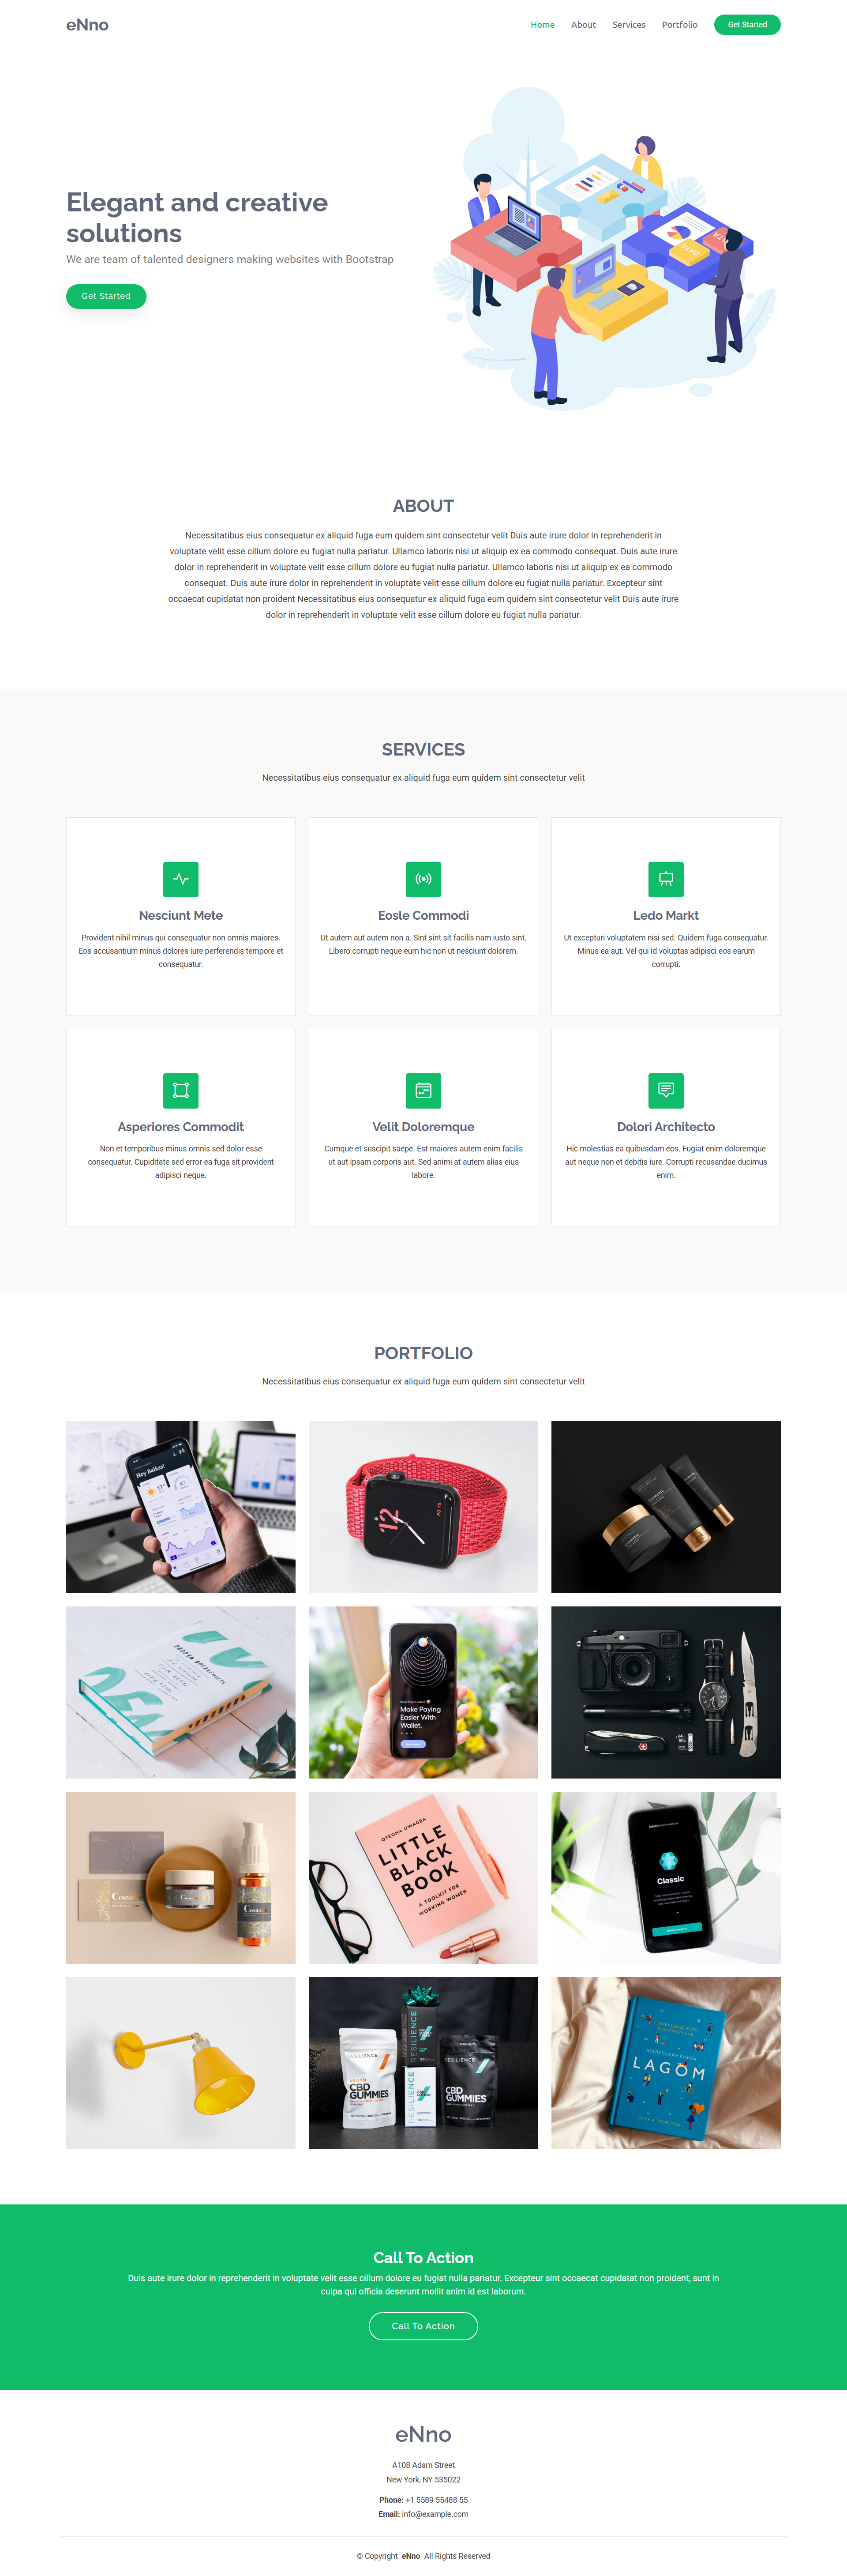 eNno
Home
About
Services
Portfolio
Get Started
Elegant and creative
solutions
We are team of talented designers making websites with Bootstrap
Get Started
ABOUT
Necessitatibus eius consequatur ex aliquid fuga eum quidem sint consectetur velit Duis aute irure dolor in reprehenderit in
voluptate velit esse cillum dolore eu fugiat nulla pariatur. Ullamco laboris nisi ut aliquip ex ea commodo consequat. Duis aute irure
dolor in reprehenderit in voluptate velit esse cillum dolore eu fugiat nulla pariatur. Ullamco laboris nisi ut aliquip ex ea commodo
consequat. Duis aute irure dolor in reprehenderit in voluptate velit esse cillum dolore eu fugiat nulla pariatur. Excepteur sint
occaecat cupidatat non proident Necessitatibus eius consequatur ex aliquid fuga eum quidem sint consectetur velit Duis aute irure
dolor in reprehenderit in voluptate velit esse cillum dolore eu fugiat nulla pariatur.
SERVICES
Necessitatibus eius consequatur ex aliquid fuga eum quidem sint consectetur velit
Nesciunt Mete
Provident nihil minus qui consequatur non omnis maiores.
Eos accusantium minus dolores iure perferendis tempore et
consequatur.
Eosle Commodi
Ut autem aut autem non a. Sint sint sit facilis nam iusto sint.
Libero corrupti neque eum hic non ut nesciunt dolorem.
Ledo Markt
Ut excepturi voluptatem nisi sed. Quidem fuga consequatur.
Minus ea aut. Vel qui id voluptas adipisci eos earum
corrupti.
Asperiores Commodit
Non et temporibus minus omnis sed dolor esse
consequatur. Cupiditate sed error ea fuga sit provident
adipisci neque.
Velit Doloremque
Cumque et suscipit saepe. Est maiores autem enim facilis
ut aut ipsam corporis aut. Sed animi at autem alias eius
labore.
Dolori Architecto
Hic molestias ea quibusdam eos. Fugiat enim doloremque
aut neque non et debitis iure. Corrupti recusandae ducimus
enim.
PORTFOLIO
Necessitatibus eius consequatur ex aliquid fuga eum quidem sint consectetur velit
Hey Balázs!
12
Make Paying
Easier With
Wallet.
OTEGHA UWAGBA
LITTLE
BLACK
BOOK
A TOOLKIT FOR
WORKING WOMEN
Classic
RESILIENCE
CBD
GUMMIES
RESILIENCE
RESILIENCE
RESILIENCE
CBD
GUMMIES
МАЛЕНЬКАЯ КНИГА
LAGOM
Call To Action
Duis aute irure dolor in reprehenderit in voluptate velit esse cillum dolore eu fugiat nulla pariatur. Excepteur sint occaecat cupidatat non proident, sunt in
culpa qui officia deserunt mollit anim id est laborum.
Call To Action
eNno
A108 Adam Street
New York, NY 535022
Phone: +1 5589 55488 55
Email: info@example.com
© Copyright eNno All Rights Reserved